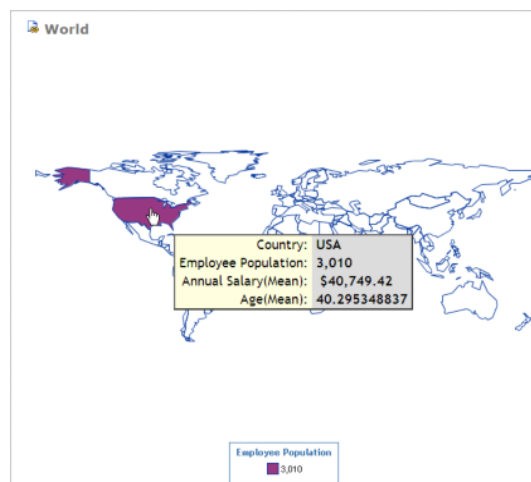 World
Country: USA
Employee Population: 3,010
Annual Salary(Mean): $40,749.42
Age(Mean): 40.295348837
Employee Population
3,010